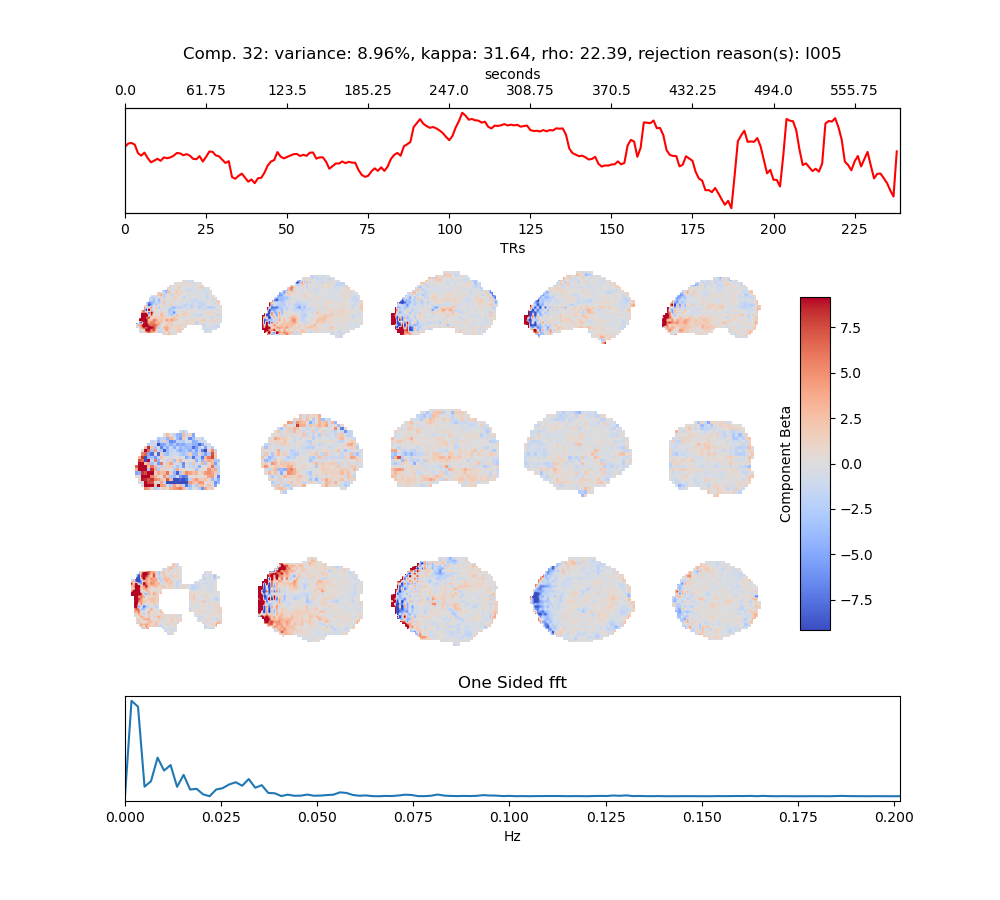 Comp. 32: variance: 8.96%, kappa: 31.64, rho: 22.39, rejection reason(s): I005
seconds
0.0 61.75 123.5 185.25 247.0 308.75 370.5 432.25 494.0 555.75
0 25 50 75 100 125 150 175 200 225
TRs
7.5
5.0
2.5
0.0
−2.5
−5.0
−7.5
Component Beta
One Sided fft
0.000 0.025 0.050 0.075 0.100 0.125 0.150 0.175 0.200
Hz